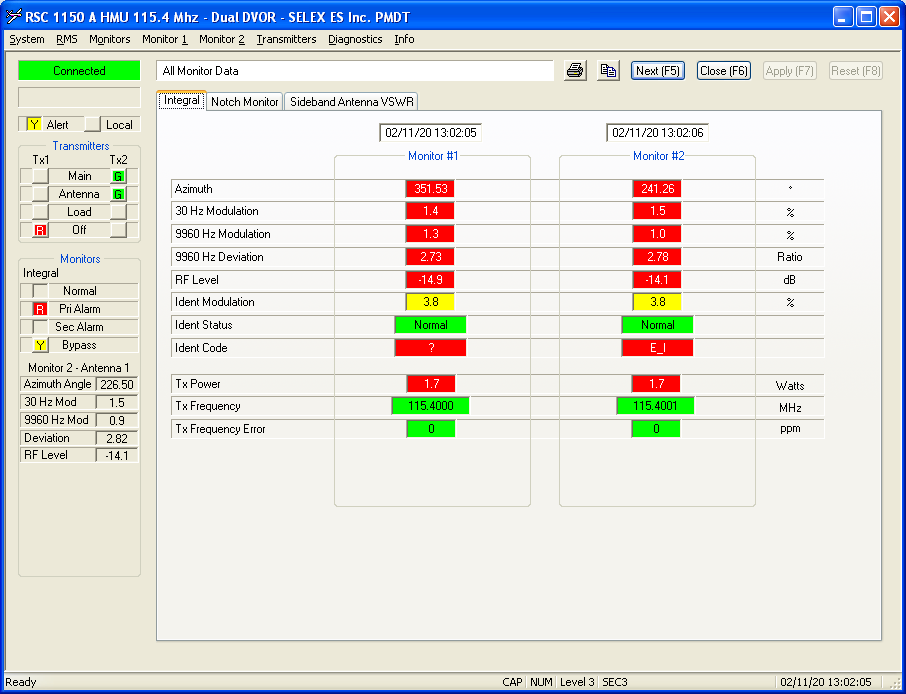 RSC 1150 A HMU 115.4 Mhz - Dual DVOR - SELEX ES Inc. PMDT
System RMS Monitors Monitor 1 Monitor 2 Transmitters Diagnostics Info
Connected
All Monitor Data
Next (F5) Close (F6) Apply (F7) Reset (F8)
Y Alert Local
Transmitters
Tx1 Tx2
Main G
Antenna G
Load
R Off
Monitors
Integral
Normal
R Pri Alarm
Sec Alarm
Y Bypass
Monitor 2 - Antenna 1
Azimuth Angle 226.50
30 Hz Mod 1.5
9960 Hz Mod 0.9
Deviation 2.82
RF Level -14.1
Integral Notch Monitor Sideband Antenna VSWR
02/11/20 13:02:05 02/11/20 13:02:06
Monitor #1 Monitor #2
Azimuth 351.53 241.26 °
30 Hz Modulation 1.4 1.5 %
9960 Hz Modulation 1.3 1.0 %
9960 Hz Deviation 2.73 2.78 Ratio
RF Level -14.9 -14.1 dB
Ident Modulation 3.8 3.8 %
Ident Status Normal Normal
Ident Code ? E_I
Tx Power 1.7 1.7 Watts
Tx Frequency 115.4000 115.4001 MHz
Tx Frequency Error 0 0 ppm
Ready CAP NUM Level 3 SEC3 02/11/20 13:02:05